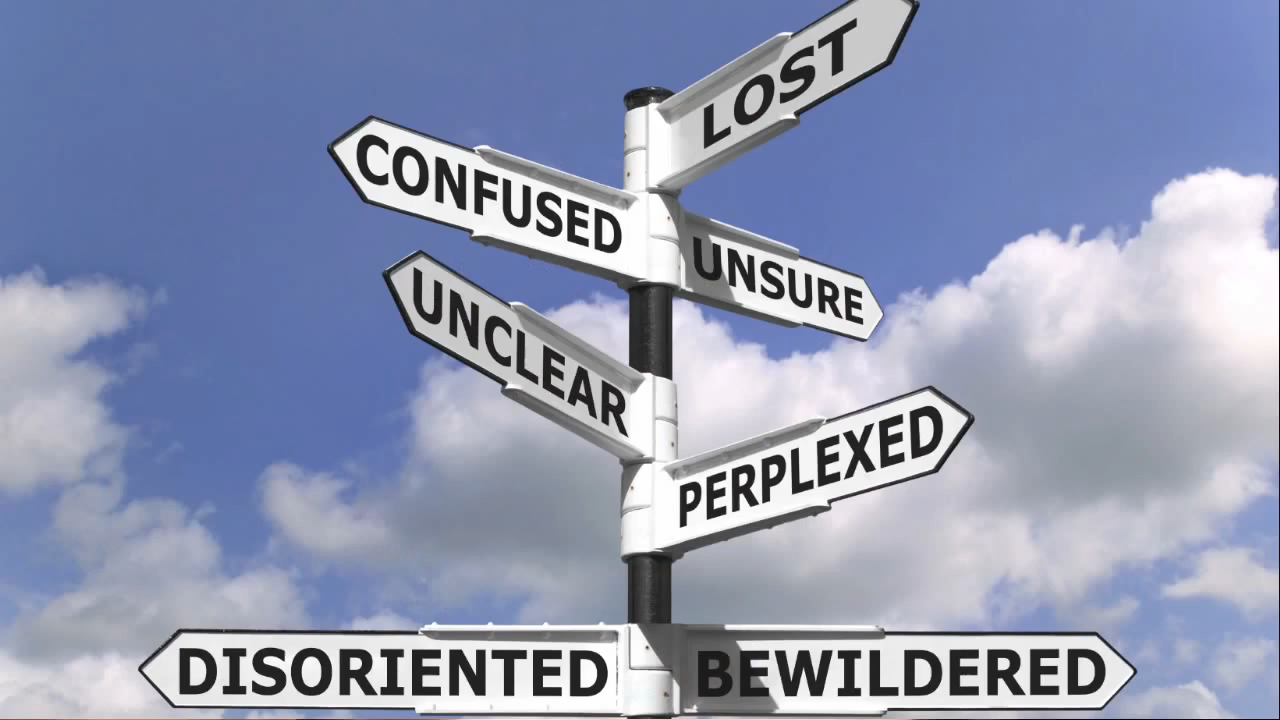 LOST
CONFUSED
UNSURE
UNCLEAR
PERPLEXED
DISORIENTED
BEWILDERED